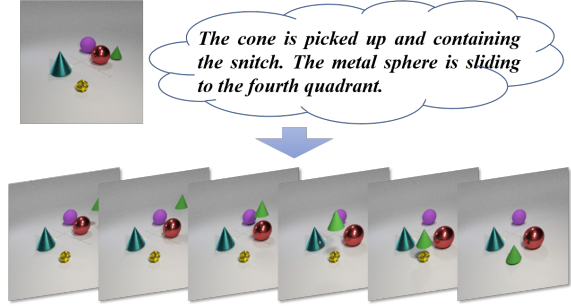 The cone is picked up and containing
the snitch. The metal sphere is sliding
to the fourth quadrant.